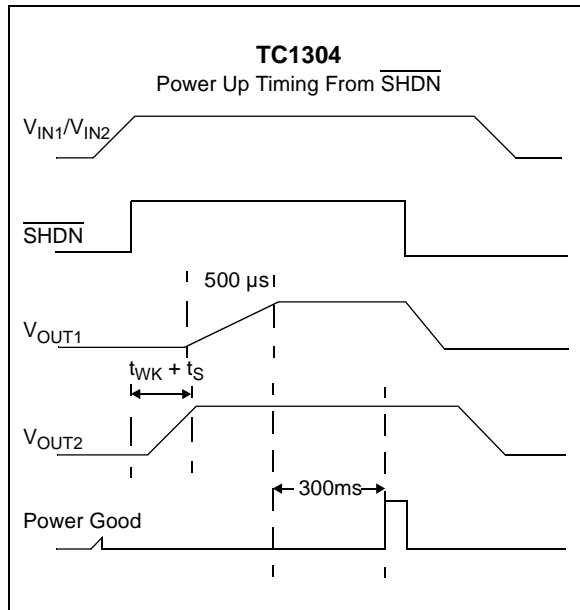 TC1304
Power Up Timing From SHDN
VIN1/VIN2
SHDN
500 µs
VOUT1
tWK + tS
VOUT2
300ms
Power Good